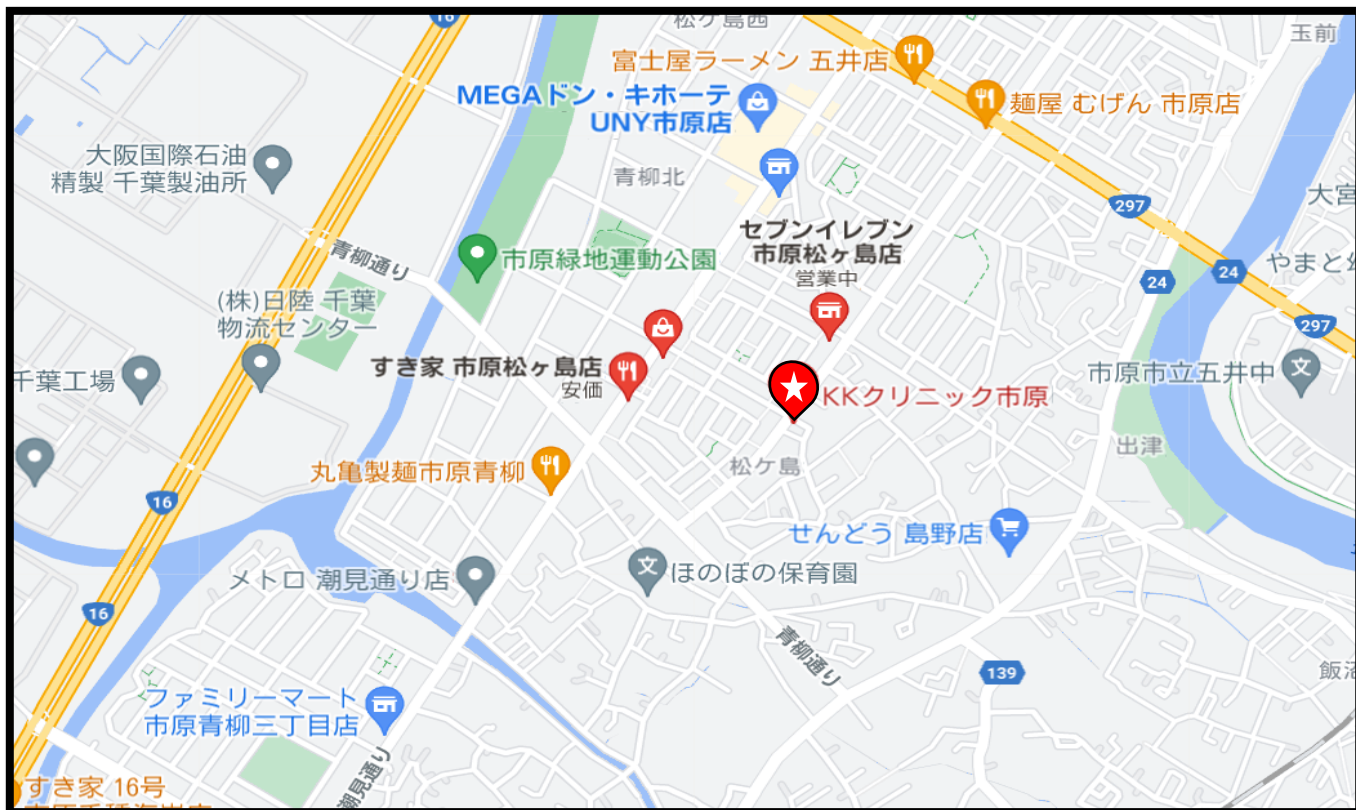 16
松ケ島西
玉前
富士屋ラーメン 五井店
MEGAドン・キホーテ
UNY市原店
麺屋 むげん 市原店
大阪国際石油
精製 千葉製油所
青柳北
297
大宮
セブンイレブン
市原松ヶ島店
営業中
青柳通り
市原緑地運動公園
24
24
やまと
(株)日陸 千葉
物流センター
297
すき家 市原松ヶ島店
安価
千葉工場
KKクリニック市原
市原市立五井中
文
出津
松ケ島
丸亀製麺市原青柳
16
せんどう 島野店
メトロ 潮見通り店
文
ほのぼの保育園
16
青柳通り
139
飯沼
ファミリーマート
市原青柳三丁目店
潮見通り
すき家 16号